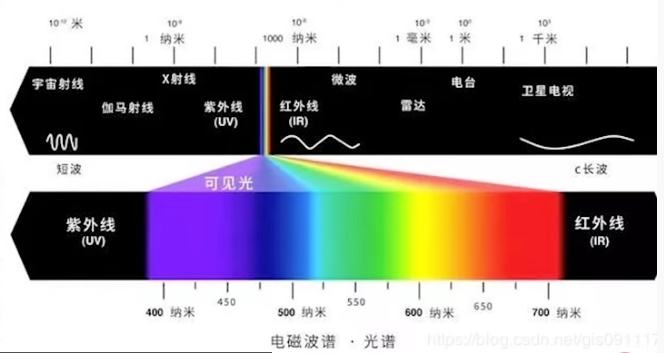 10⁻¹² 米
10⁻⁹
1 纳米
10⁻⁶
1000 纳米
10⁻³
1 毫米
10⁰
1 米
10³
1 千米
宇宙射线
伽马射线
X射线
紫外线
(UV)
红外线
(IR)
微波
雷达
电台
卫星电视
短波
C长波
可见光
紫外线
(UV)
红外线
(IR)
400 纳米
450
500 纳米
550
600 纳米
650
700 纳米
电磁波谱 · 光谱
https://blog.csdn.net/gis091117